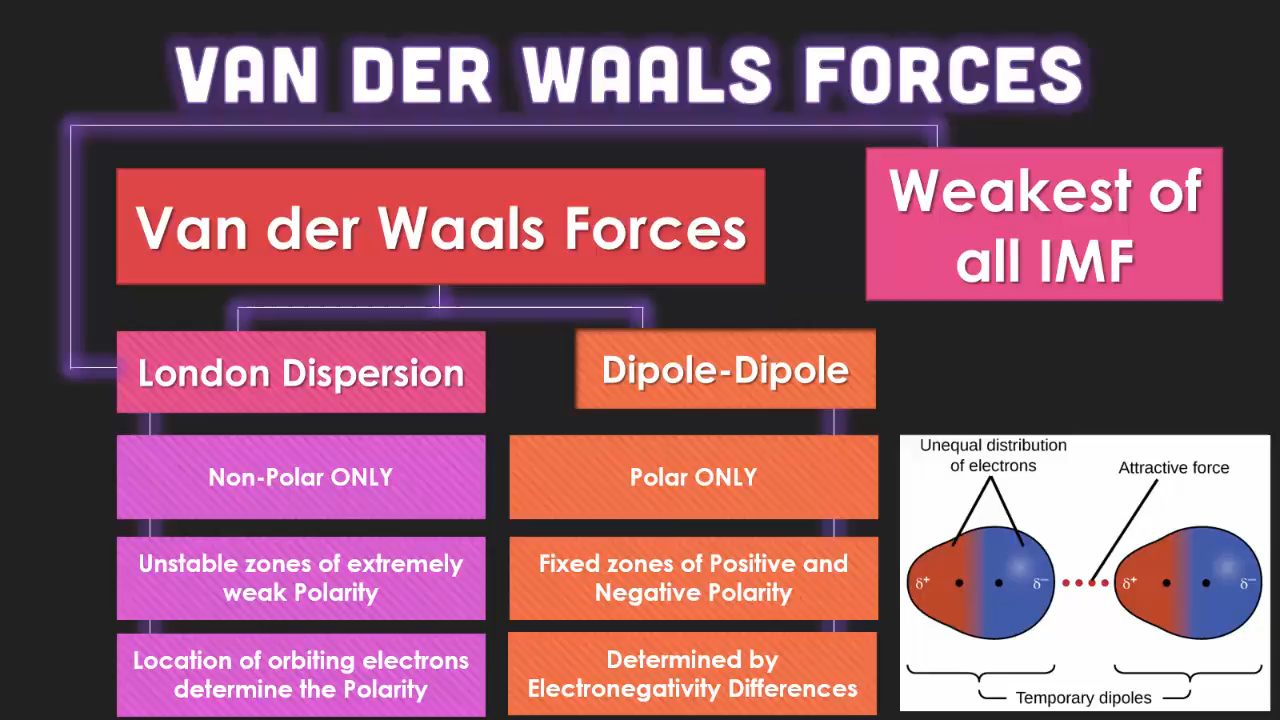 VAN DER WAALS FORCES
Van der Waals Forces
Weakest of
all IMF
London Dispersion
Dipole-Dipole
Non-Polar ONLY
Polar ONLY
Unstable zones of extremely
weak Polarity
Fixed zones of Positive and
Negative Polarity
Location of orbiting electrons
determine the Polarity
Determined by
Electronegativity Differences
Unequal distribution
of electrons
Attractive force
δ⁺
δ⁻
δ⁺
δ⁻
Temporary dipoles